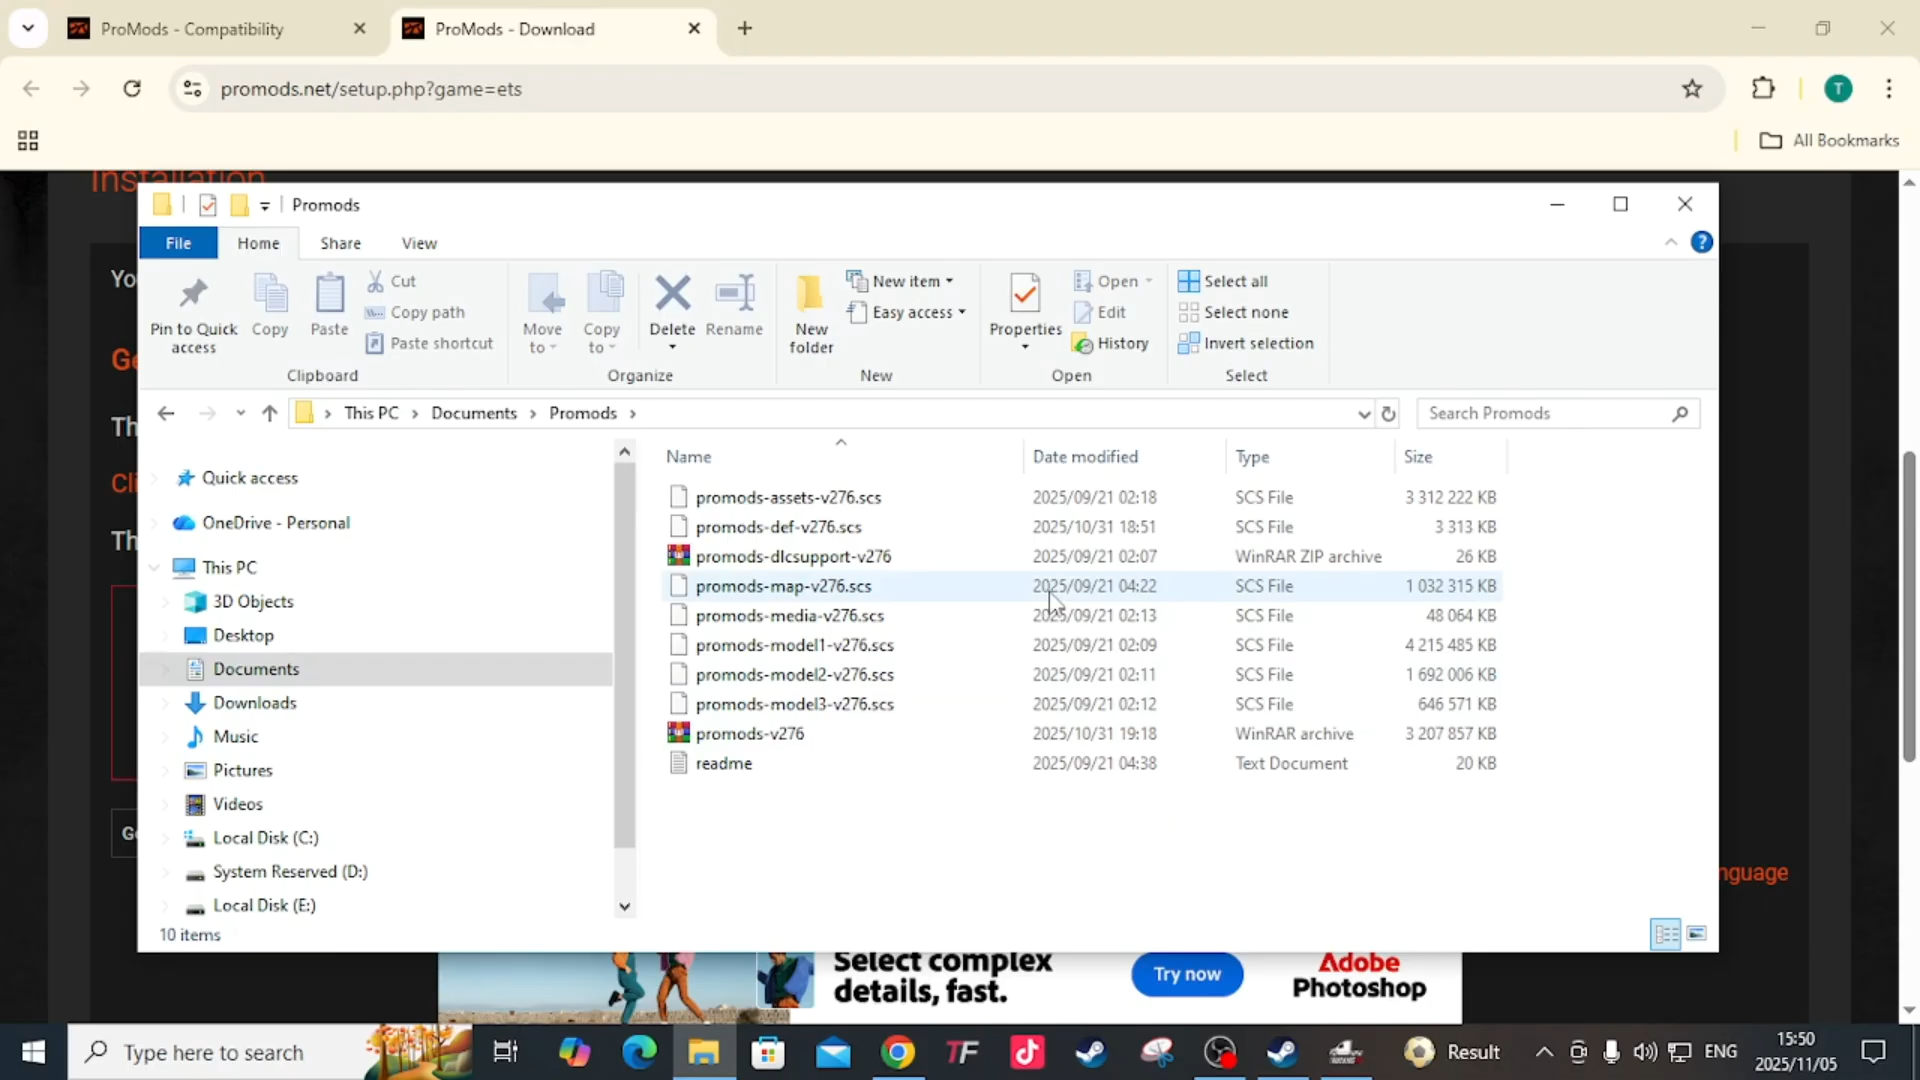 ProMods - Compatibility
ProMods - Download
promods.net/setup.php?game=ets
T
All Bookmarks
Installation
Promods
File Home Share View
Pin to Quick access
Copy
Paste
Cut
Copy path
Paste shortcut
Clipboard
Move to
Copy to
Delete
Rename
Organize
New folder
New item
Easy access
New
Properties
Open
Edit
History
Open
Select all
Select none
Invert selection
Select
This PC > Documents > Promods >
Search Promods
Quick access
OneDrive - Personal
This PC
3D Objects
Desktop
Documents
Downloads
Music
Pictures
Videos
Local Disk (C:)
System Reserved (D:)
Local Disk (E:)
Name Date modified Type Size
promods-assets-v276.scs 2025/09/21 02:18 SCS File 3 312 222 KB
promods-def-v276.scs 2025/10/31 18:51 SCS File 3 313 KB
promods-dlcsupport-v276 2025/09/21 02:07 WinRAR ZIP archive 26 KB
promods-map-v276.scs 2025/09/21 04:22 SCS File 1 032 315 KB
promods-media-v276.scs 2025/09/21 02:13 SCS File 48 064 KB
promods-model1-v276.scs 2025/09/21 02:09 SCS File 4 215 485 KB
promods-model2-v276.scs 2025/09/21 02:11 SCS File 1 692 006 KB
promods-model3-v276.scs 2025/09/21 02:12 SCS File 646 571 KB
promods-v276 2025/10/31 19:18 WinRAR archive 3 207 857 KB
readme 2025/09/21 04:38 Text Document 20 KB
10 items
Select complex
details, fast.
Try now
Adobe
Photoshop
Type here to search
TF
Result
ENG
15:50
2025/11/05